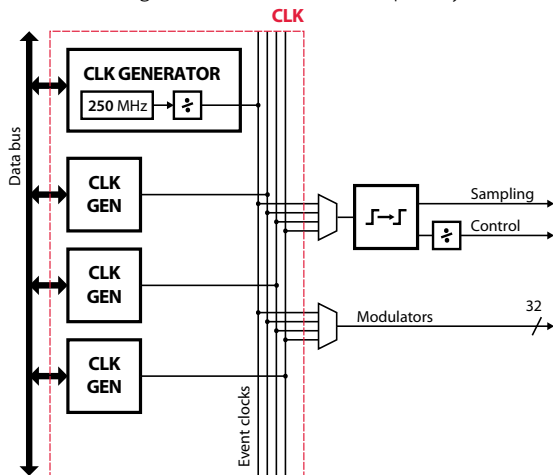 CLK
CLK GENERATOR
250 MHz
÷
Data bus
CLK
GEN
Sampling
÷
Control
CLK
GEN
32
Modulators
CLK
GEN
Event clocks